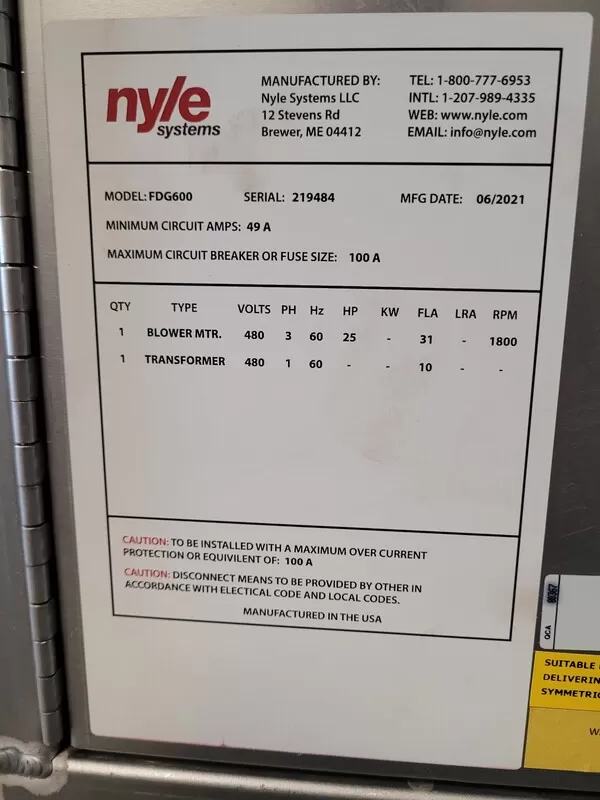 nyle
systems
MANUFACTURED BY:
Nyle Systems LLC
12 Stevens Rd
Brewer, ME 04412
TEL: 1-800-777-6953
INTL: 1-207-989-4335
WEB: www.nyle.com
EMAIL: info@nyle.com
MODEL: FDG600 SERIAL: 219484 MFG DATE: 06/2021
MINIMUM CIRCUIT AMPS: 49 A
MAXIMUM CIRCUIT BREAKER OR FUSE SIZE: 100 A
QTY TYPE VOLTS PH Hz HP KW FLA LRA RPM
1 BLOWER MTR. 480 3 60 25 - 31 - 1800
1 TRANSFORMER 480 1 60 - - 10 - -
CAUTION: TO BE INSTALLED WITH A MAXIMUM OVER CURRENT
PROTECTION OR EQUIVILENT OF: 100 A
CAUTION: DISCONNECT MEANS TO BE PROVIDED BY OTHER IN
ACCORDANCE WITH ELECTICAL CODE AND LOCAL CODES.
MANUFACTURED IN THE USA
QCA
SUITABLE
DELIVERIN
SYMMETRIC